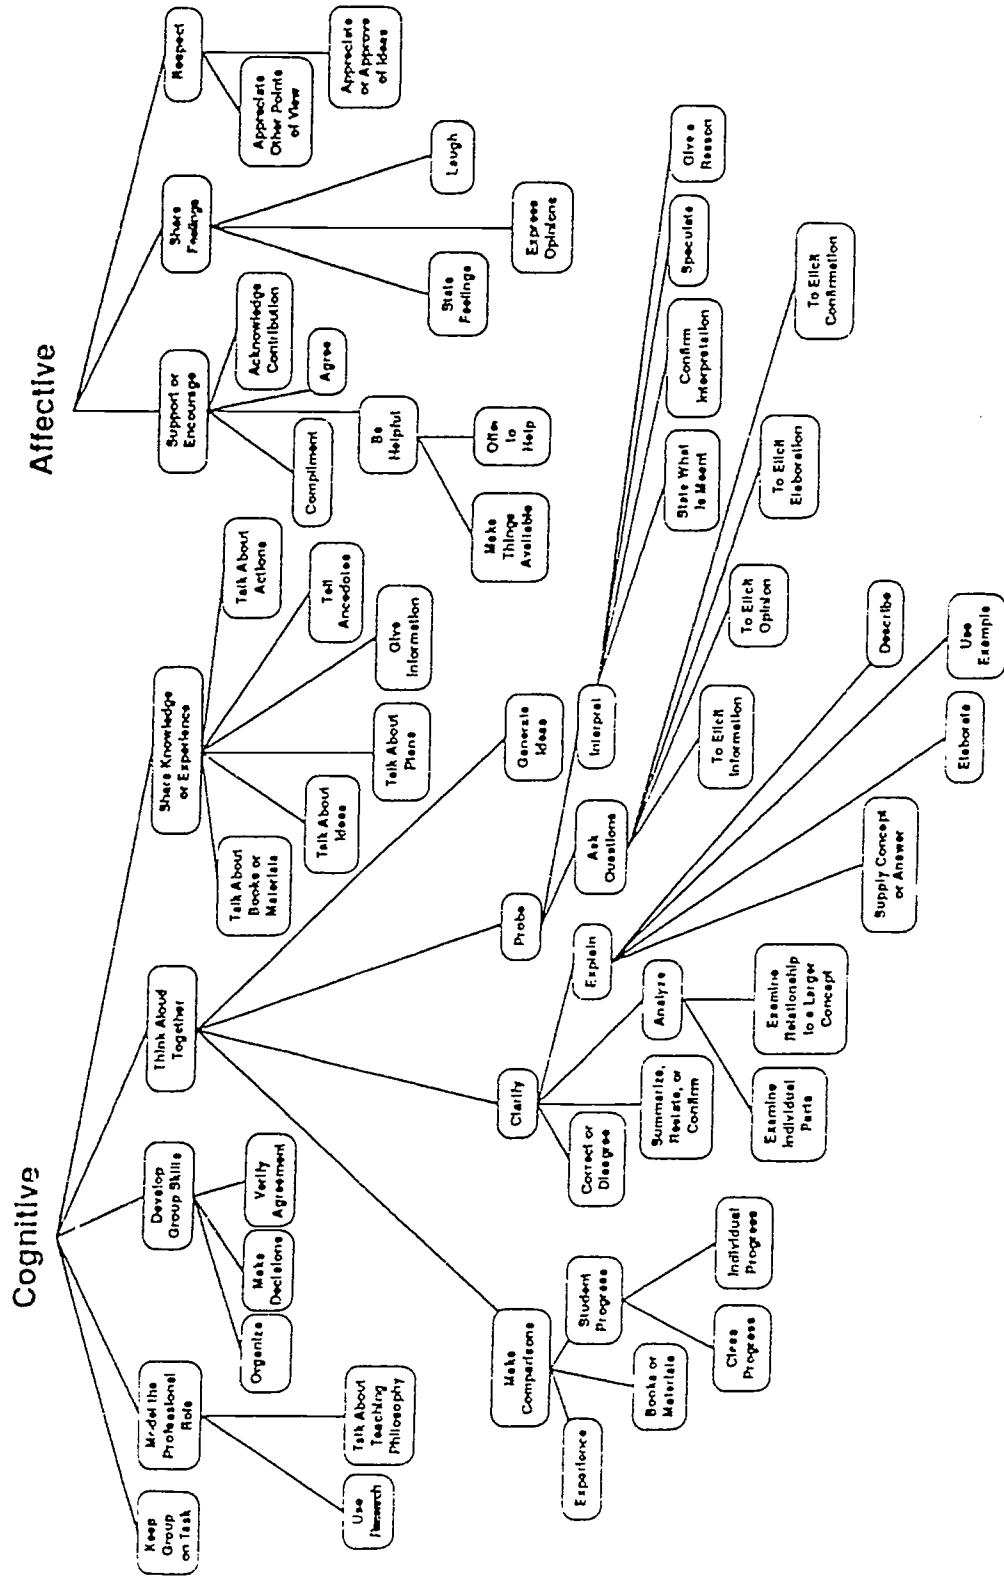 Cognitive
Affective
Keep
Group
on Task
Model the
Professional
Role
Develop
Group Skills
Think Aloud
Together
Share Knowledge
or Experience
Support or
Encourage
Share
Feelings
Respect
Use
Research
Talk About
Teaching
Philosophy
Organize
Make
Decisions
Verify
Agreement
Talk About
Books or
Materials
Talk About
Ideas
Talk About
Plans
Give
Information
Tell
Ancedotes
Talk About
Actions
Compliment
Be
Helpful
Agree
Acknowledge
Contribution
Make
Things
Available
Offer
to
Help
State
Feelings
Express
Opinions
Laugh
Appreciate
Other Points
of View
Appreciate
or Approve
of Ideas
Make
Comparisons
Clarify
Probe
Generate
Ideas
Experience
Books or
Materials
Student
Progress
Class
Progress
Individual
Progress
Correct or
Disagree
Summarize,
Restate, or
Confirm
Analyze
Explain
Examine
Individual
Parts
Examine
Relationship
to a Larger
Concept
Supply Concept
or Answer
Elaborate
Use
Example
Describe
Ask
Questions
Interpret
To Elicit
Information
To Elicit
Opinion
To Elicit
Elaboration
To Elicit
Confirmation
State What
Is Meant
Confirm
Interpretation
Speculate
Give a
Reason